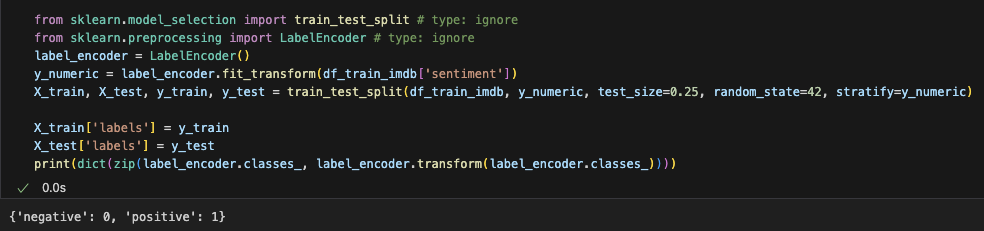 from sklearn.model_selection import train_test_split # type: ignore
from sklearn.preprocessing import LabelEncoder # type: ignore
label_encoder = LabelEncoder()
y_numeric = label_encoder.fit_transform(df_train_imdb['sentiment'])
X_train, X_test, y_train, y_test = train_test_split(df_train_imdb, y_numeric, test_size=0.25, random_state=42, stratify=y_numeric)
X_train['labels'] = y_train
X_test['labels'] = y_test
print(dict(zip(label_encoder.classes_, label_encoder.transform(label_encoder.classes_))))
✓ 0.0s
{'negative': 0, 'positive': 1}